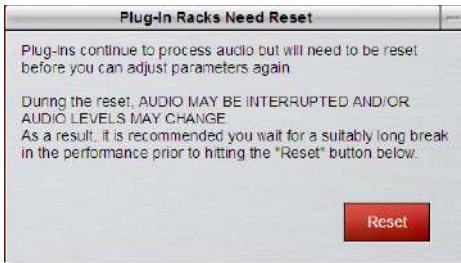 Plug-In Racks Need Reset
Plug-Ins continue to process audio but will need to be reset
before you can adjust parameters again.
During the reset, AUDIO MAY BE INTERRUPTED AND/OR
AUDIO LEVELS MAY CHANGE
As a result, it is recommended you wait for a suitably long break
in the performance prior to hitting the "Reset" button below.
Reset